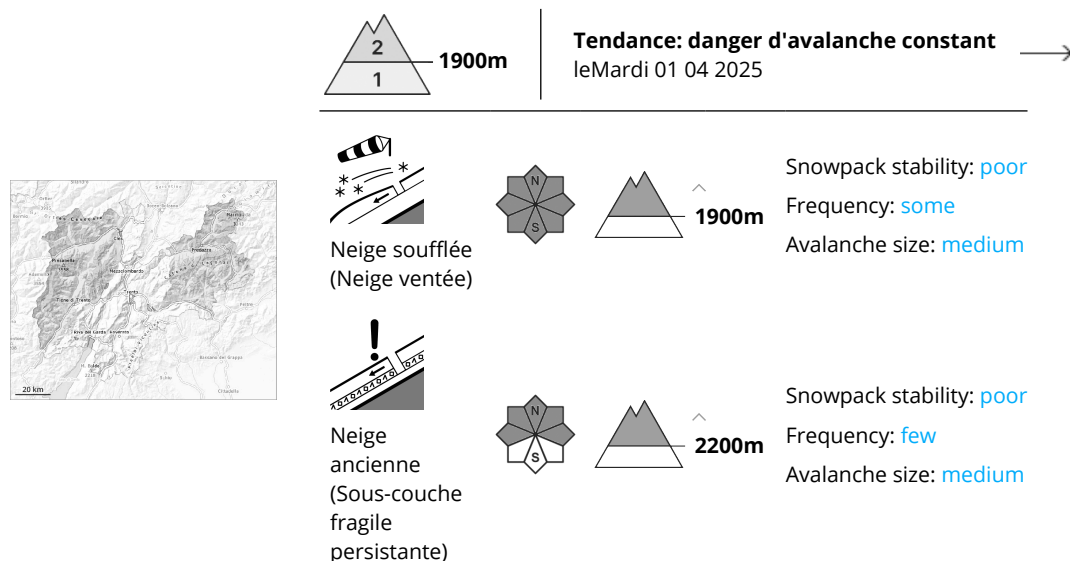 2
1
1900m
Tendance: danger d'avalanche constant
leMardi 01 04 2025
Neige soufflée
(Neige ventée)
N
S
1900m
Snowpack stability: poor
Frequency: some
Avalanche size: medium
Trento
20 km
Neige
ancienne
(Sous-couche
fragile
persistante)
N
S
2200m
Snowpack stability: poor
Frequency: few
Avalanche size: medium